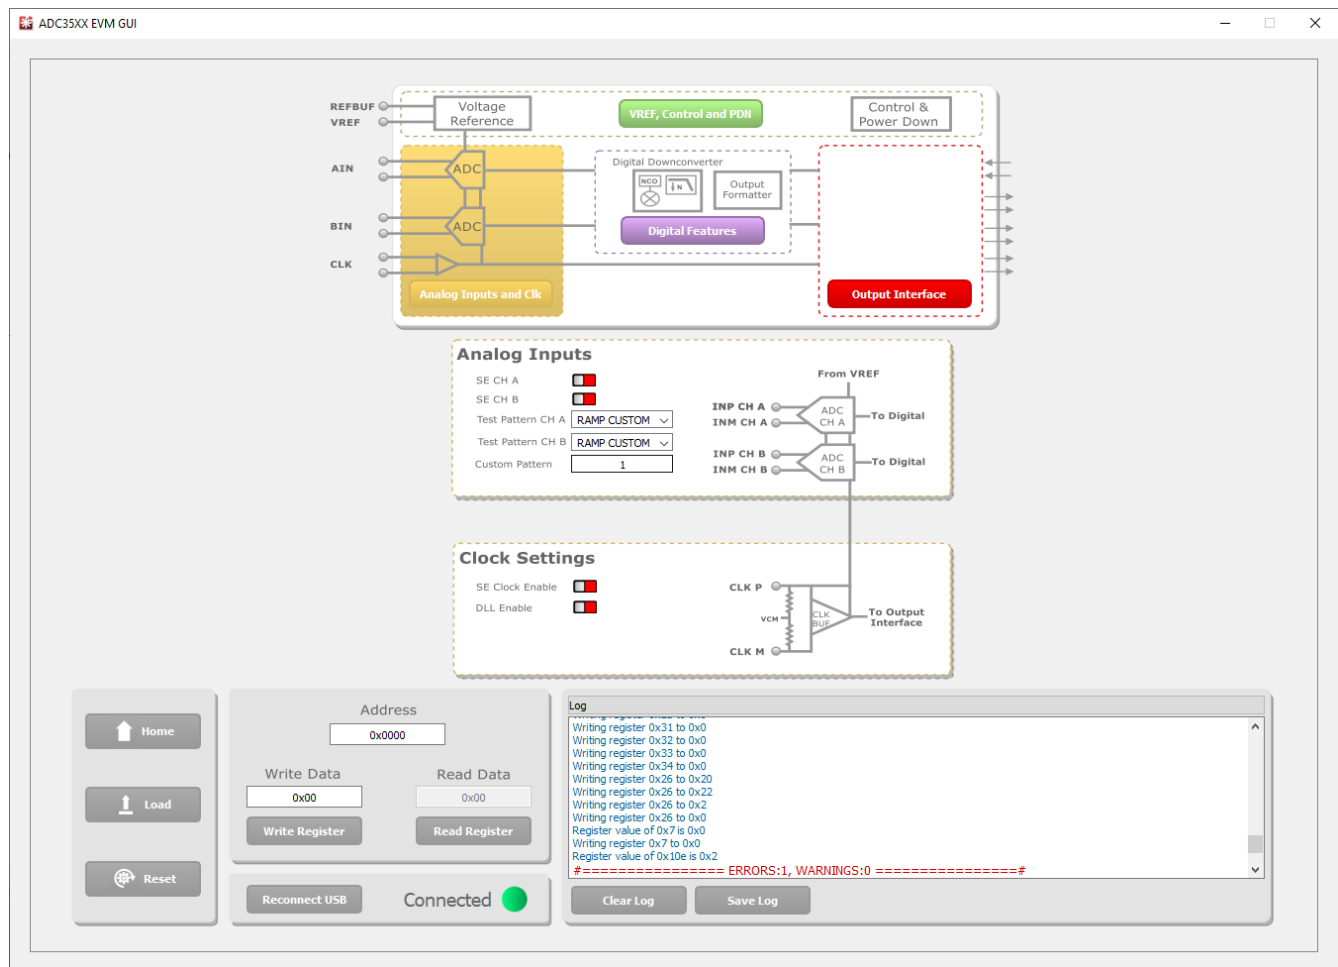 ADC35XX EVM GUI
REFBUF
VREF
Voltage
Reference
VREF, Control and PDN
Control &
Power Down
AIN
ADC
Digital Downconverter
NCO
↓N
Output
Formatter
BIN
ADC
Digital Features
CLK
Analog Inputs and Clk
Output Interface
Analog Inputs
SE CH A
SE CH B
Test Pattern CH A RAMP CUSTOM
Test Pattern CH B RAMP CUSTOM
Custom Pattern 1
From VREF
INP CH A
INM CH A
ADC
CH A
To Digital
INP CH B
INM CH B
ADC
CH B
To Digital
Clock Settings
SE Clock Enable
DLL Enable
CLK P
VCM
CLK
BUF
To Output
Interface
CLK M
Home
Load
Reset
Address
0x0000
Write Data
Read Data
0x00
0x00
Write Register
Read Register
Reconnect USB
Connected
Log
Writing register 0x31 to 0x0
Writing register 0x32 to 0x0
Writing register 0x33 to 0x0
Writing register 0x34 to 0x0
Writing register 0x26 to 0x20
Writing register 0x26 to 0x22
Writing register 0x26 to 0x2
Writing register 0x26 to 0x0
Register value of 0x7 is 0x0
Writing register 0x7 to 0x0
Register value of 0x10e is 0x2
#================ ERRORS:1, WARNINGS:0 ================#
Clear Log
Save Log